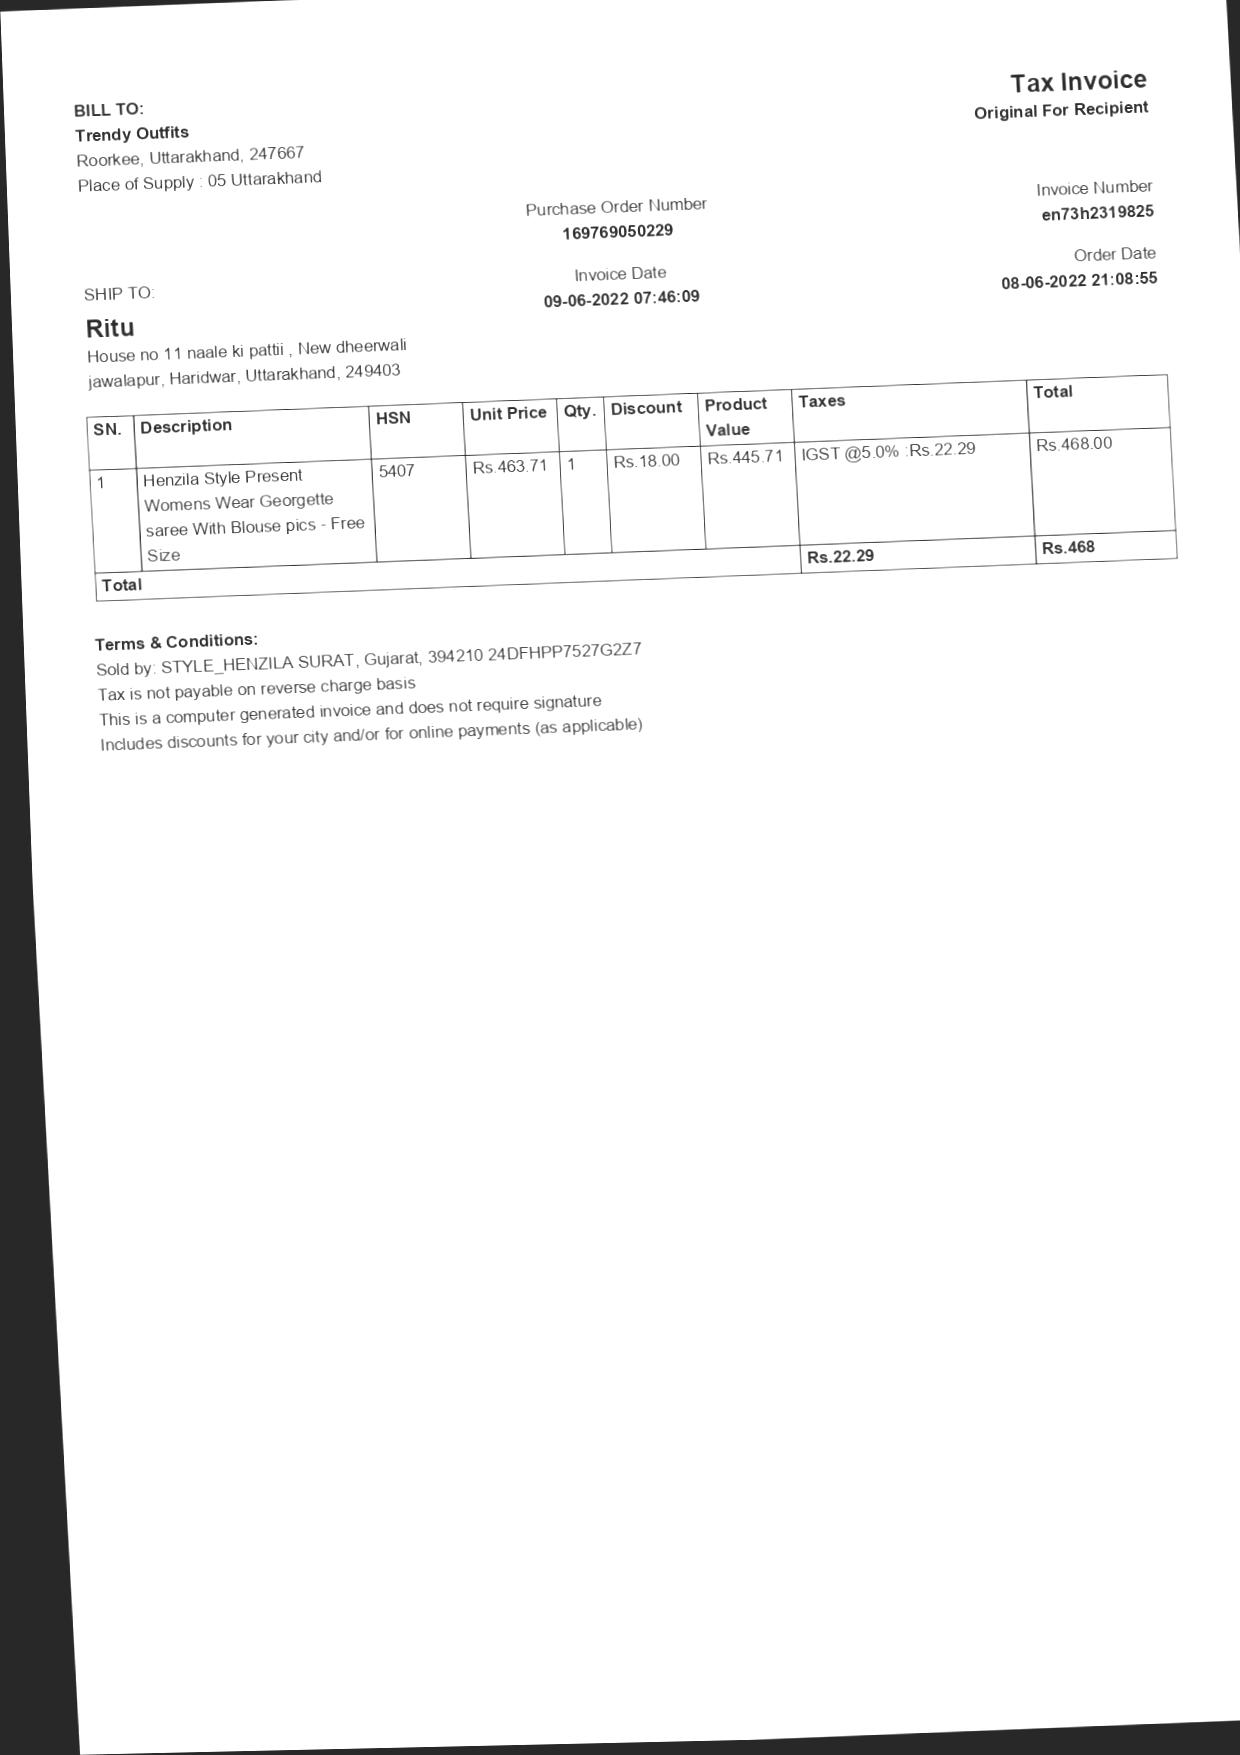 Tax Invoice
Original For Recipient
BILL TO:
Trendy Outfits
Roorkee, Uttarakhand, 247667
Place of Supply : 05 Uttarakhand
Purchase Order Number
169769050229
Invoice Number
en73h2319825
Invoice Date
09-06-2022 07:46:09
Order Date
08-06-2022 21:08:55
SHIP TO:
Ritu
House no 11 naale ki pattii , New dheerwali
jawalapur, Haridwar, Uttarakhand, 249403
SN. Description HSN Unit Price Qty. Discount Product Value Taxes Total
1 Henzila Style Present 5407 Rs.463.71 1 Rs.18.00 Rs.445.71 IGST @5.0% :Rs.22.29 Rs.468.00
Womens Wear Georgette
saree With Blouse pics - Free
Size
Total Rs.22.29 Rs.468
Terms & Conditions:
Sold by: STYLE_HENZILA SURAT, Gujarat, 394210 24DFHPP7527G2Z7
Tax is not payable on reverse charge basis
This is a computer generated invoice and does not require signature
Includes discounts for your city and/or for online payments (as applicable)